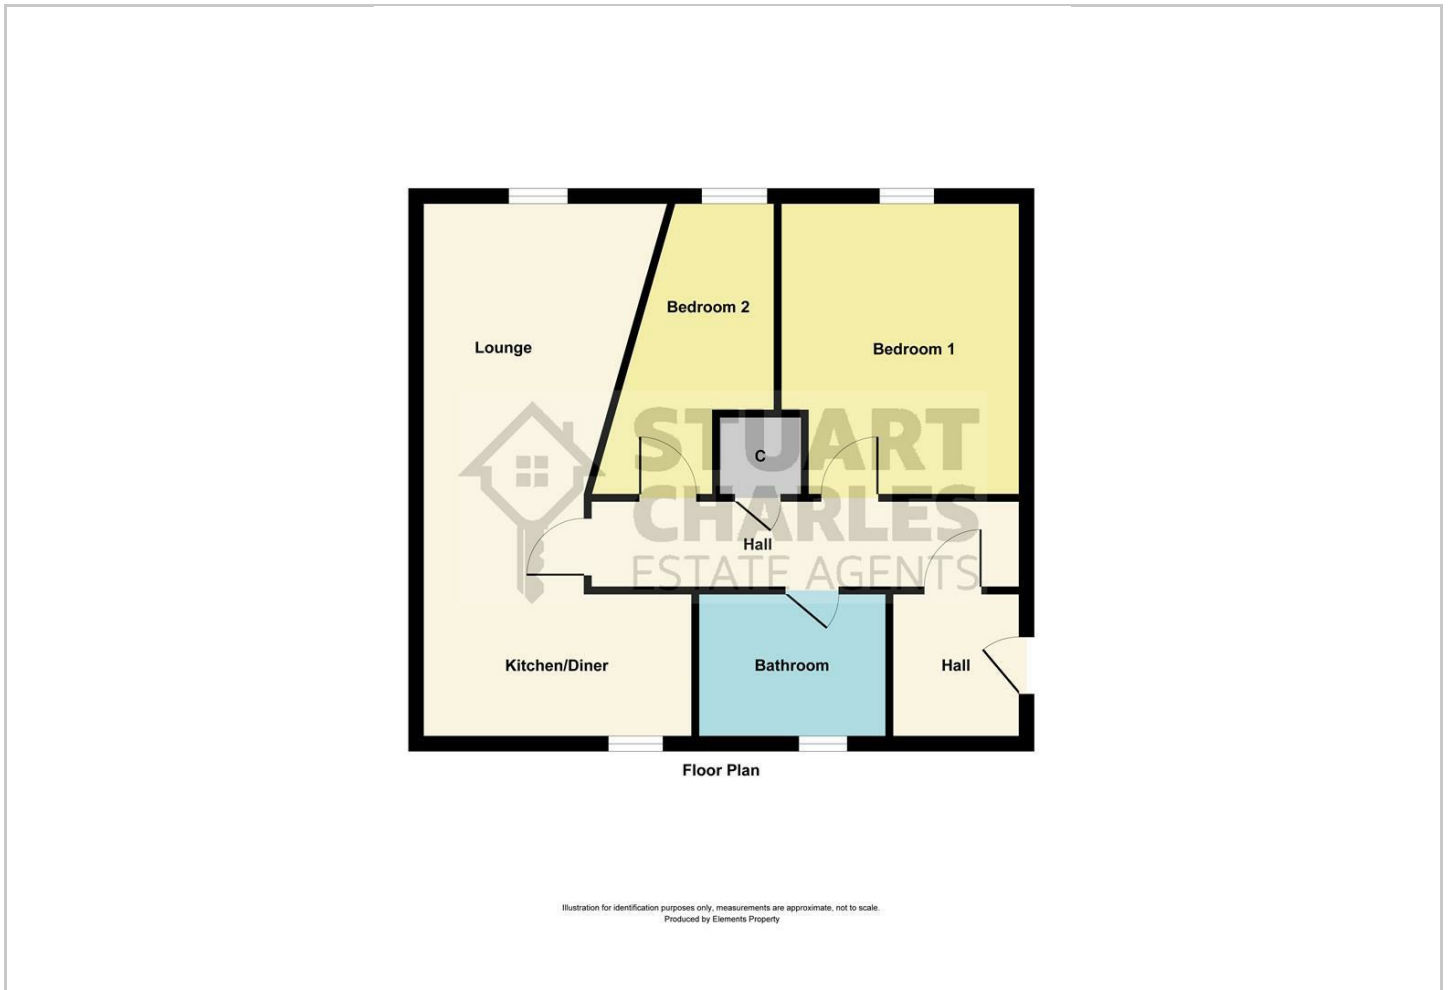 Lounge
Bedroom 2
Bedroom 1
C
STUART
CHARLES
ESTATE AGENTS
Hall
Kitchen/Diner
Bathroom
Hall
Floor Plan
Illustration for identification purposes only, measurements are approximate, not to scale.
Produced by Elements Property